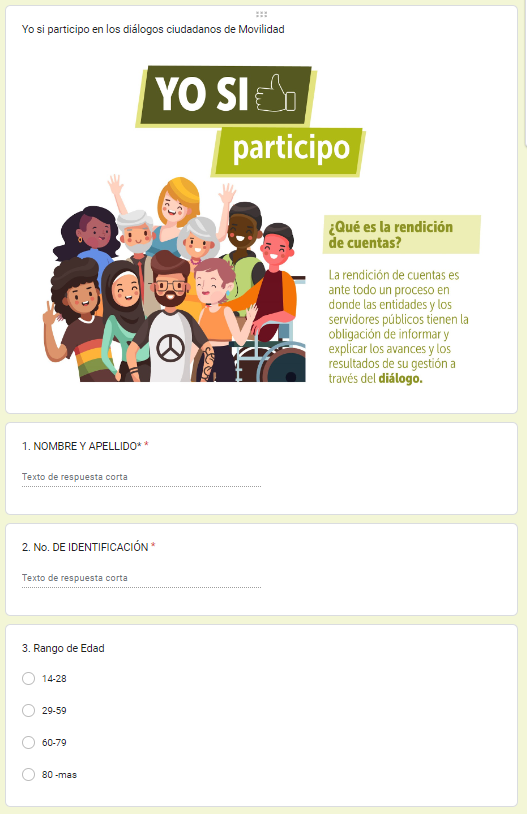 Yo si participo en los diálogos ciudadanos de Movilidad
YO SI
participo
¿Qué es la rendición
de cuentas?
La rendición de cuentas es
ante todo un proceso en
donde las entidades y los
servidores públicos tienen la
obligación de informar y
explicar los avances y los
resultados de su gestión a
través del diálogo.
1. NOMBRE Y APELLIDO* *
Texto de respuesta corta
2. No. DE IDENTIFICACIÓN *
Texto de respuesta corta
3. Rango de Edad
14-28
29-59
60-79
80 -mas